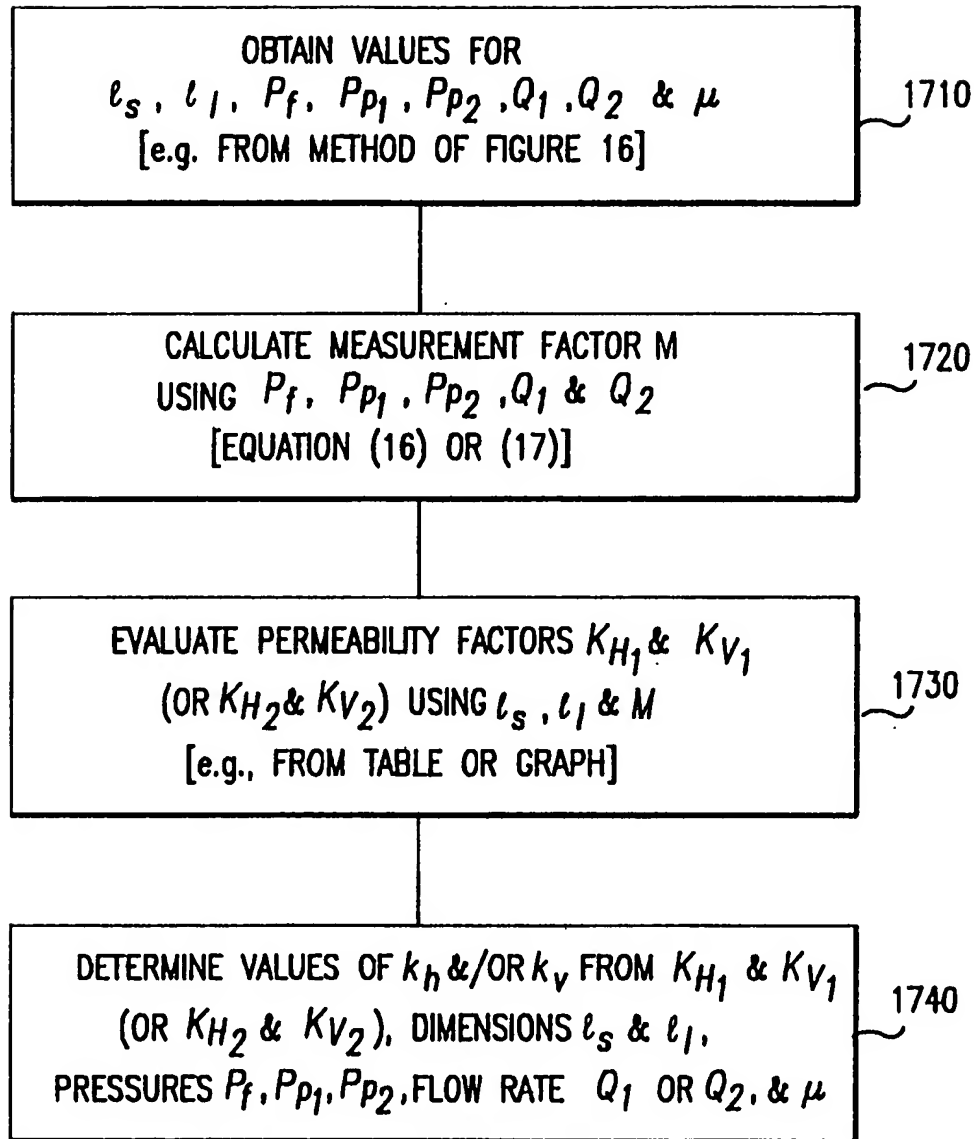 OBTAIN VALUES FOR
ℓs, ℓl, Pf, Pp1, Pp2, Q1, Q2 & μ
[e.g. FROM METHOD OF FIGURE 16]
1710
CALCULATE MEASUREMENT FACTOR M
USING Pf, Pp1, Pp2, Q1 & Q2
[EQUATION (16) OR (17)]
1720
EVALUATE PERMEABILITY FACTORS KH1 & KV1
(OR KH2 & KV2) USING ℓs, ℓl & M
[e.g., FROM TABLE OR GRAPH]
1730
DETERMINE VALUES OF kh &/OR kv FROM KH1 & KV1
(OR KH2 & KV2), DIMENSIONS ℓs & ℓl,
PRESSURES Pf, Pp1, Pp2, FLOW RATE Q1 OR Q2, & μ
1740